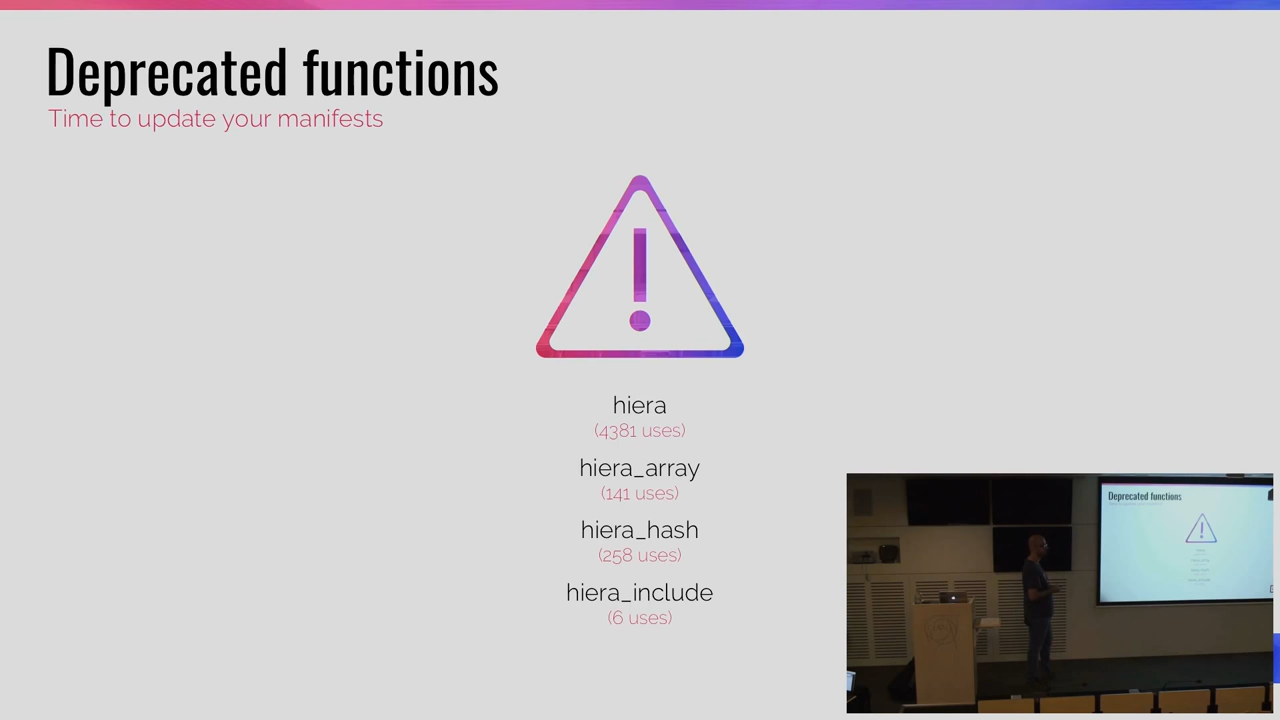 Deprecated functions
Time to update your manifests
hiera
(4381 uses)
hiera_array
(141 uses)
hiera_hash
(258 uses)
hiera_include
(6 uses)
Deprecated functions